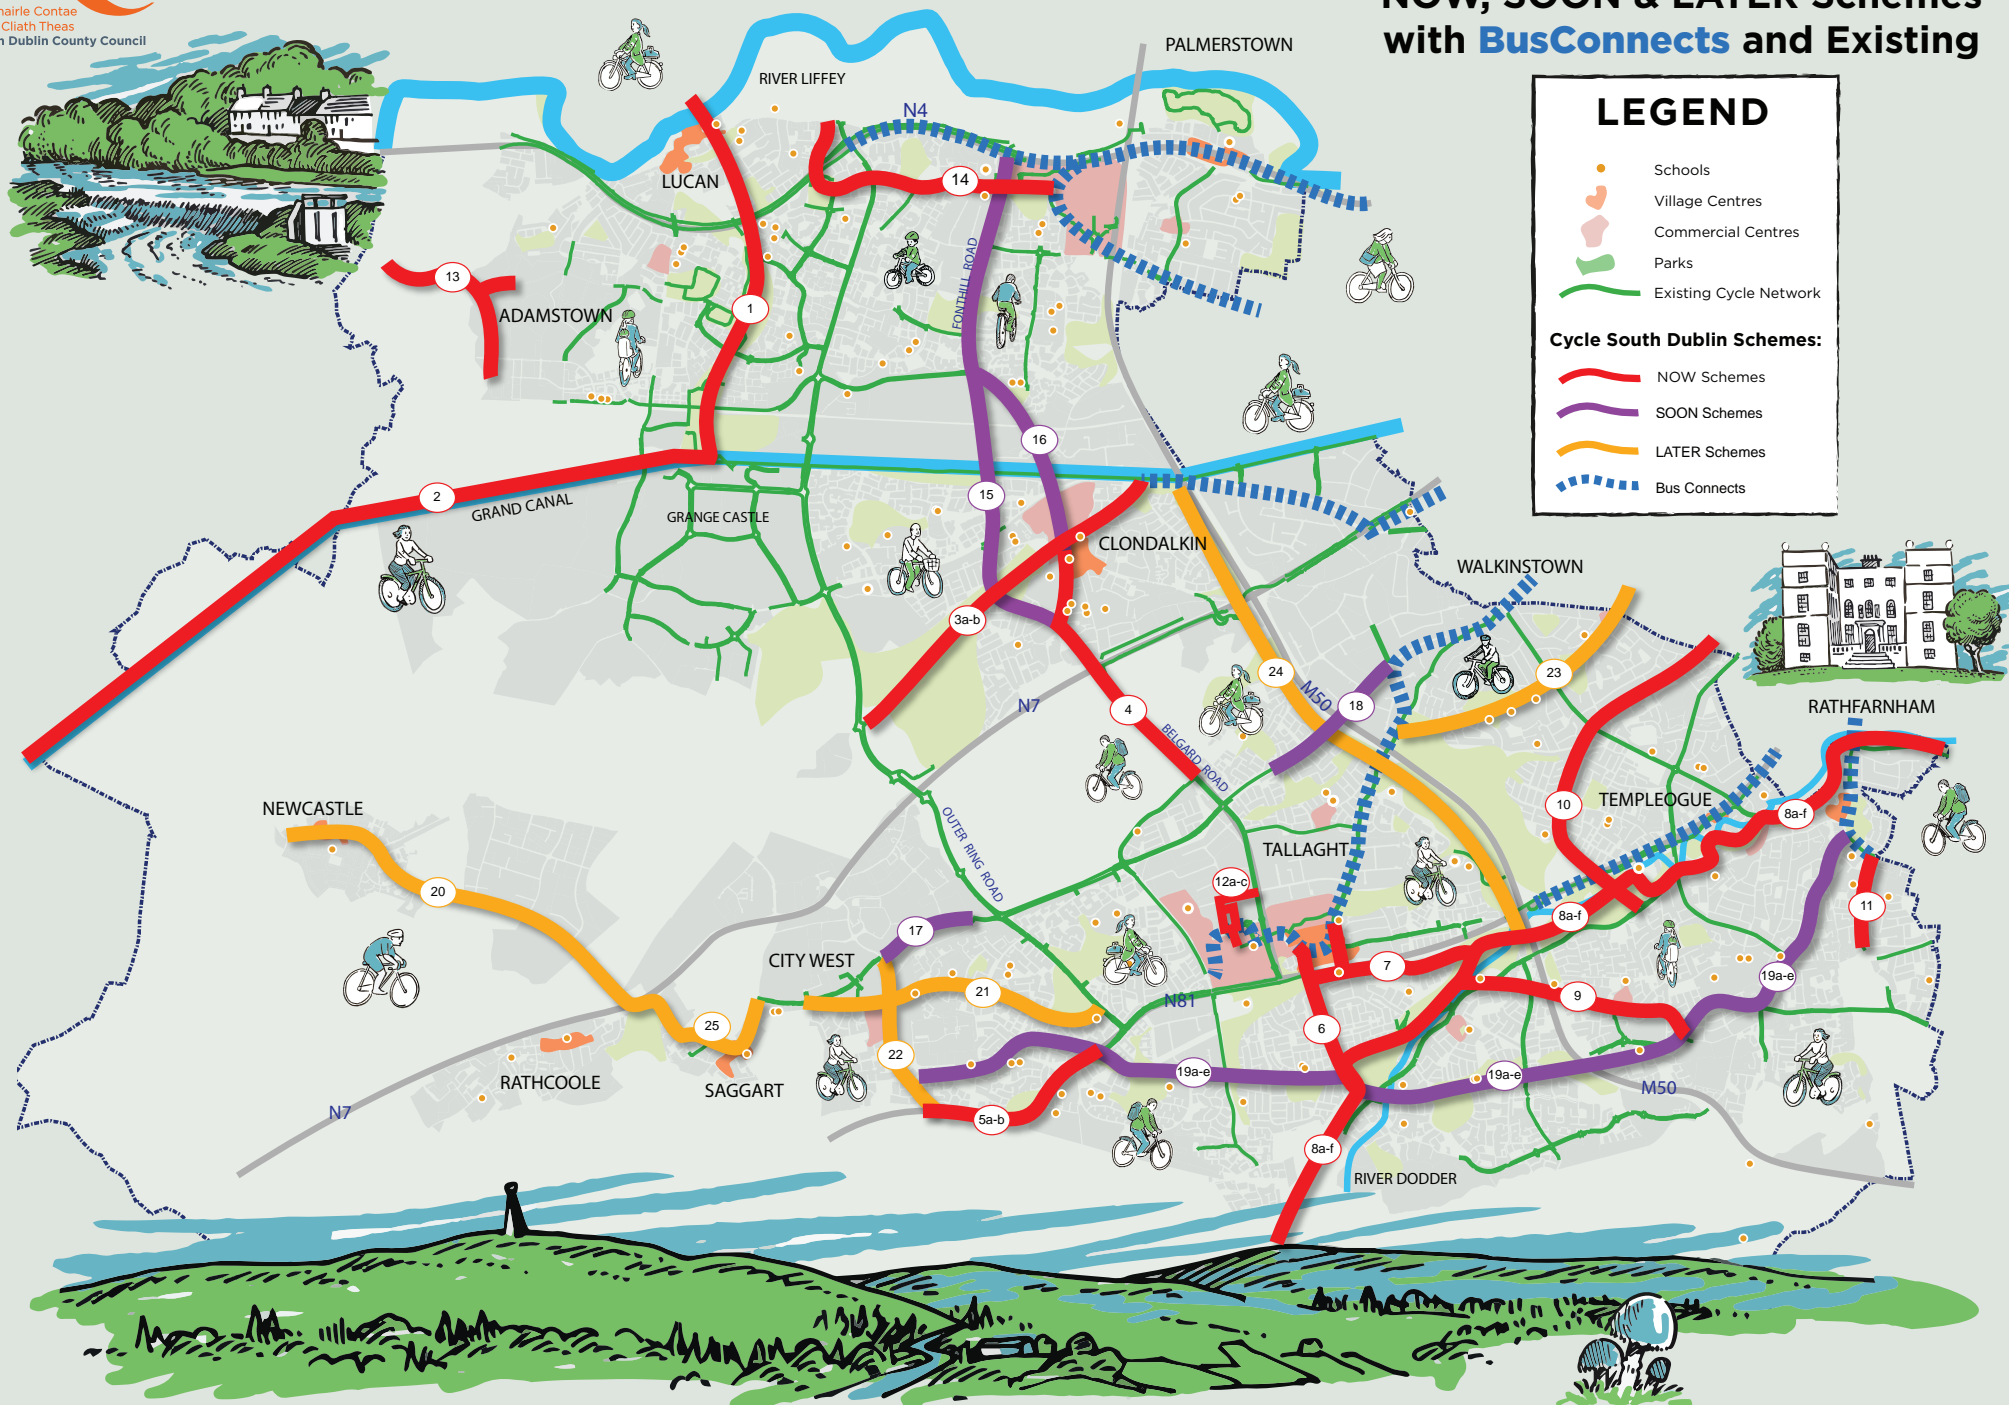 Cliath Theas
Dublin County Council
NOW, SOON & LATER Schemes
with BusConnects and Existing
LEGEND
Schools
Village Centres
Commercial Centres
Parks
Existing Cycle Network
Cycle South Dublin Schemes:
NOW Schemes
SOON Schemes
LATER Schemes
Bus Connects
PALMERSTOWN
RIVER LIFFEY
N4
LUCAN
14
13
ADAMSTOWN
1
FONTHILL ROAD
16
15
2
GRAND CANAL
GRANGE CASTLE
CLONDALKIN
WALKINSTOWN
3a-b
24
23
M50
18
N7
4
BELGARD ROAD
RATHFARNHAM
NEWCASTLE
10
TEMPLEOGUE
8a-f
OUTER RING ROAD
TALLAGHT
12a-c
20
11
8a-f
17
CITY WEST
7
19a-e
21
N81
9
25
6
22
RATHCOOLE
SAGGART
19a-e
19a-e
M50
N7
5a-b
8a-f
RIVER DODDER